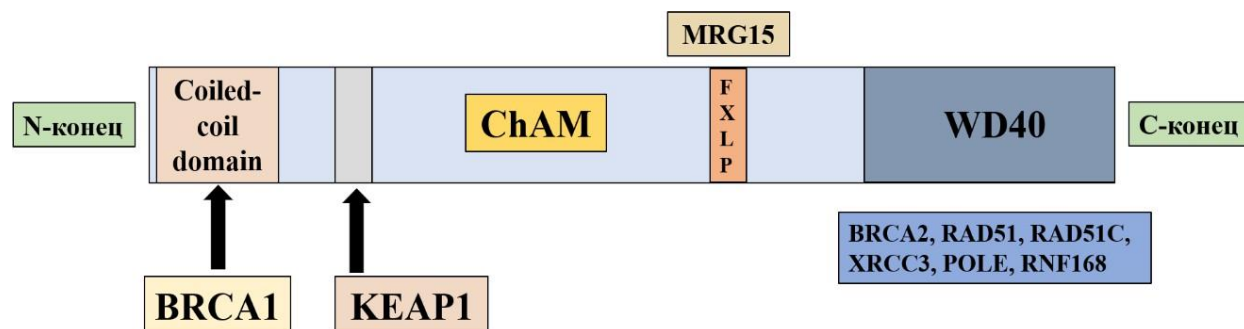 MRG15
N-конец
Coiled-
coil
domain
ChAM
F
X
L
P
WD40
С-конец
BRCA2, RAD51, RAD51C,
XRCC3, POLE, RNF168
BRCA1
KEAP1